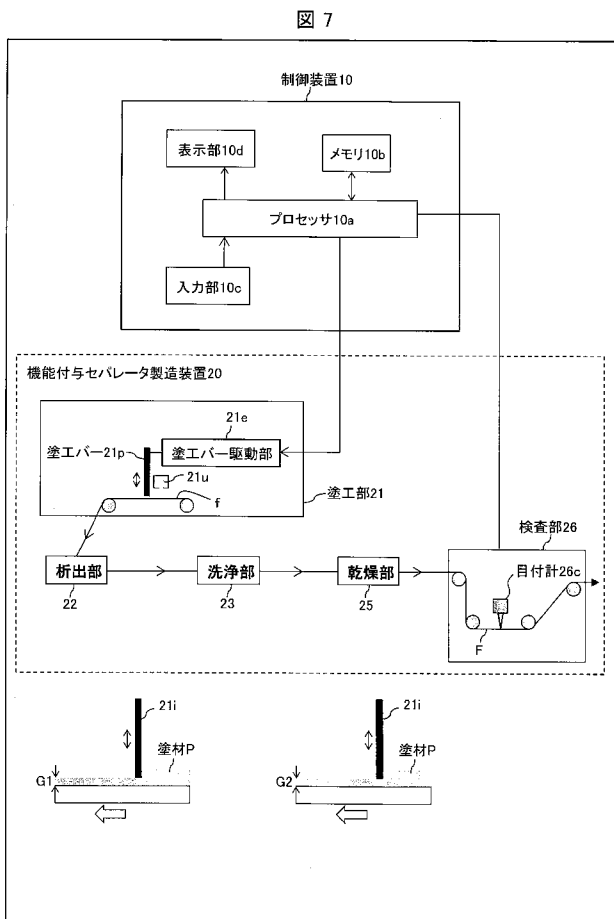 図 7
制御装置10
表示部10d
メモリ10b
プロセッサ10a
入力部10c
機能付与セパレータ製造装置20
21e
塗工バー21p
塗工バー駆動部
21u
f
塗工部21
検査部26
目付計26c
析出部
洗浄部
乾燥部
22
23
25
F
21i
21i
塗材P
塗材P
G1
G2